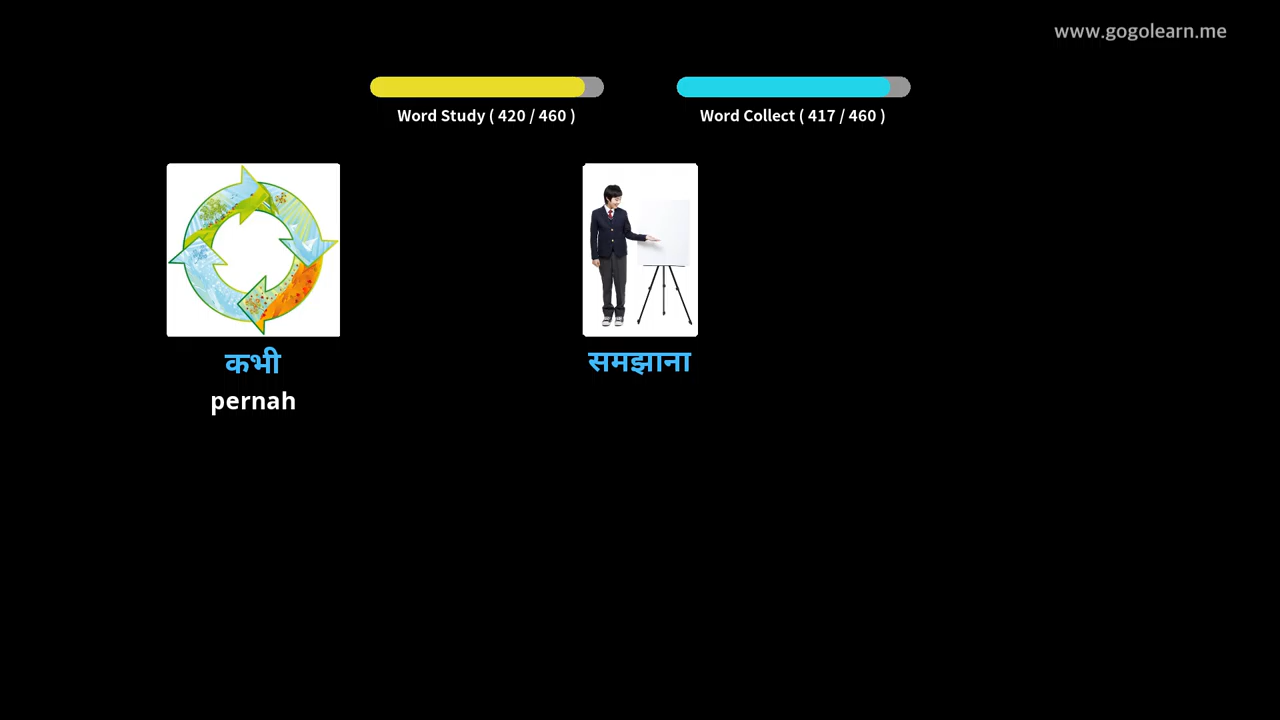 www.gogolearn.me
Word Study ( 420 / 460 )
Word Collect ( 417 / 460 )
कभी
pernah
समझाना